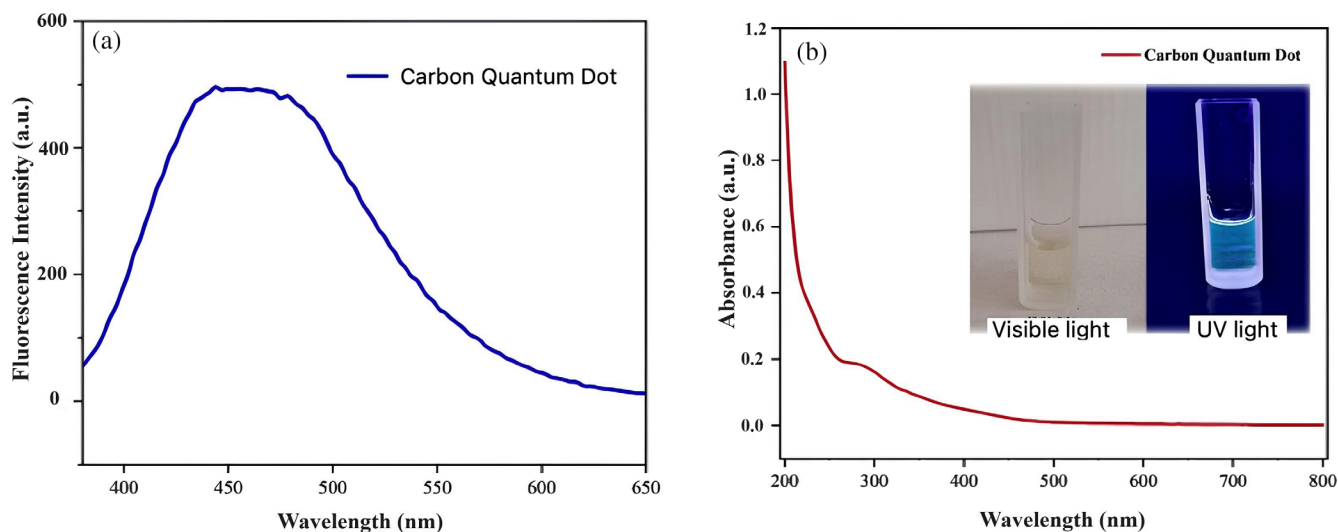 (a)
Carbon Quantum Dot
Fluorescence Intensity (a.u.)
600
400
200
0
400
450
500
550
600
650
Wavelength (nm)
(b)
Carbon Quantum Dot
Absorbance (a.u.)
1.2
1.0
0.8
0.6
0.4
0.2
0.0
Visible light
UV light
200
300
400
500
600
700
800
Wavelength (nm)